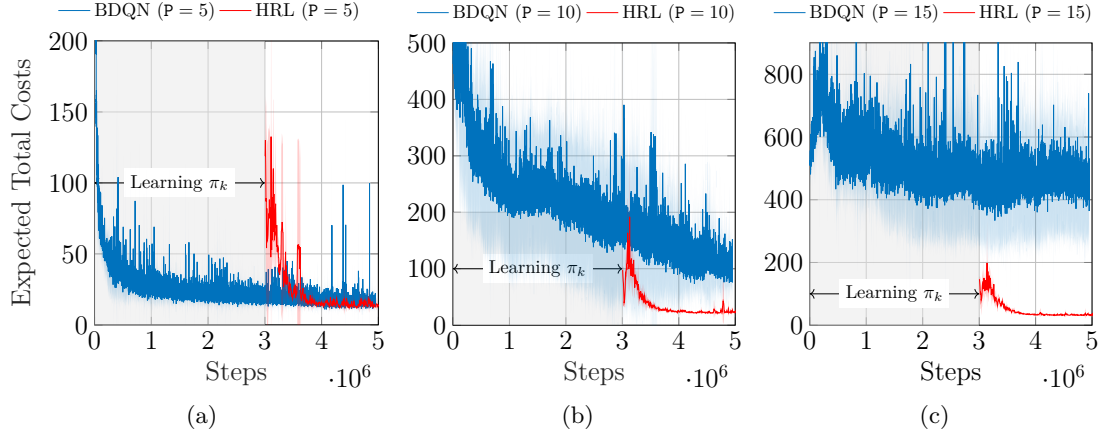 BDQN (P = 5) HRL (P = 5)
BDQN (P = 10) HRL (P = 10)
BDQN (P = 15) HRL (P = 15)
Expected Total Costs
200
150
100
50
0
Learning πk
0 1 2 3 4 5
Steps
·10^6
(a)
500
400
300
200
100
0
Learning πk
0 1 2 3 4 5
Steps
·10^6
(b)
800
600
400
200
0
Learning πk
0 1 2 3 4 5
Steps
·10^6
(c)